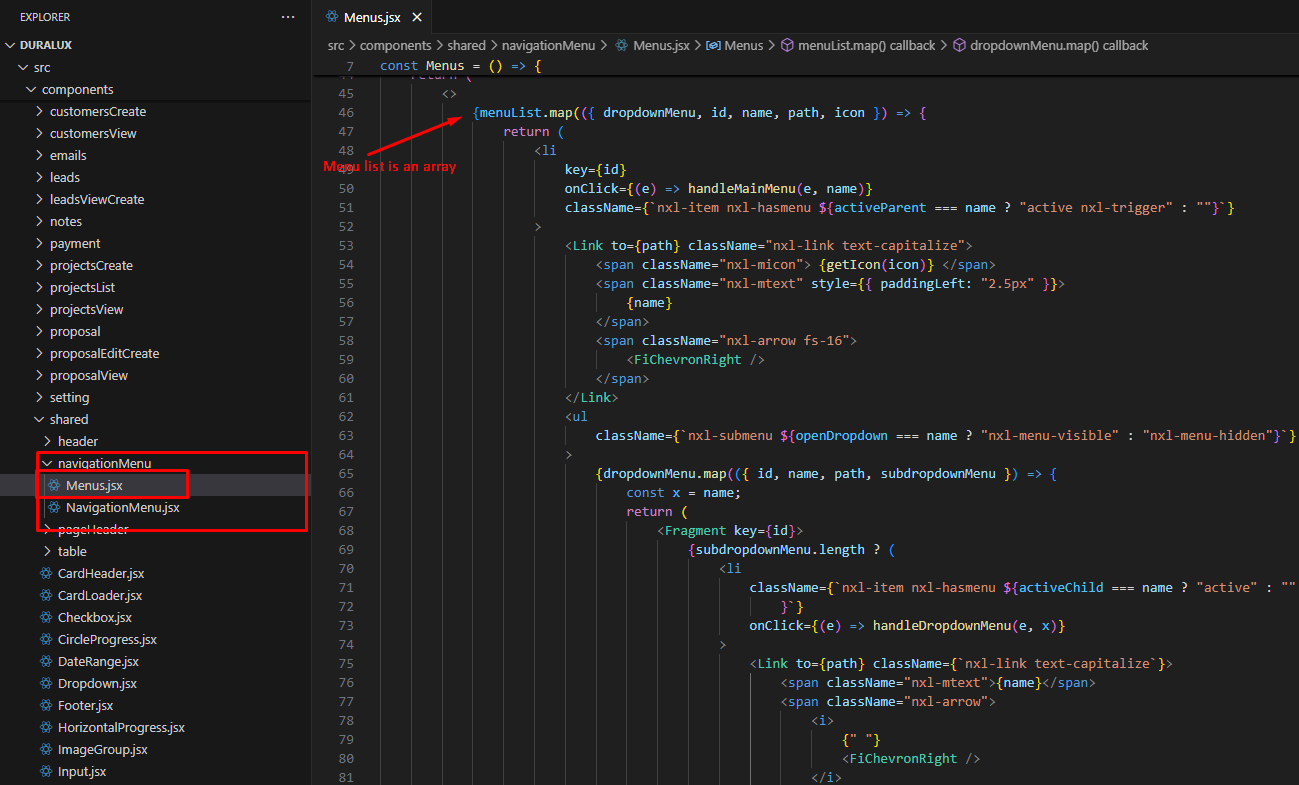 EXPLORER
DURALUX
src
components
customersCreate
customersView
emails
leads
leadsViewCreate
notes
payment
projectsCreate
projectsList
projectsView
proposal
proposalEditCreate
proposalView
setting
shared
header
navigationMenu
Menus.jsx
NavigationMenu.jsx
pageHeader
table
CardHeader.jsx
CardLoader.jsx
Checkbox.jsx
CircleProgress.jsx
DateRange.jsx
Dropdown.jsx
Footer.jsx
HorizontalProgress.jsx
ImageGroup.jsx
Input.jsx
Menus.jsx
src > components > shared > navigationMenu > Menus.jsx > Menus > menuList.map() callback > dropdownMenu.map() callback
7 const Menus = () => {
44 return (
45 <>
46 {menuList.map(({ dropdownMenu, id, name, path, icon }) => {
47 return (
48 <li
Menu list is an array
49 key={id}
50 onClick={(e) => handleMainMenu(e, name)}
51 className={`nxl-item nxl-hasmenu ${activeParent === name ? "active nxl-trigger" : ""}`}
52 >
53 <Link to={path} className="nxl-link text-capitalize">
54 <span className="nxl-micon"> {getIcon(icon)} </span>
55 <span className="nxl-mtext" style={{ paddingLeft: "2.5px" }}>
56 {name}
57 </span>
58 <span className="nxl-arrow fs-16">
59 <FiChevronRight />
60 </span>
61 </Link>
62 <ul
63 className={`nxl-submenu ${openDropdown === name ? "nxl-menu-visible" : "nxl-menu-hidden"}`}
64 >
65 {dropdownMenu.map(({ id, name, path, subdropdownMenu }) => {
66 const x = name;
67 return (
68 <Fragment key={id}>
69 {subdropdownMenu.length ? (
70 <li
71 className={`nxl-item nxl-hasmenu ${activeChild === name ? "active" : ""
72 }`}
73 onClick={(e) => handleDropdownMenu(e, x)}
74 >
75 <Link to={path} className={`nxl-link text-capitalize`}>
76 <span className="nxl-mtext">{name}</span>
77 <span className="nxl-arrow">
78 <i>
79 {" "}
80 <FiChevronRight />
81 </i>